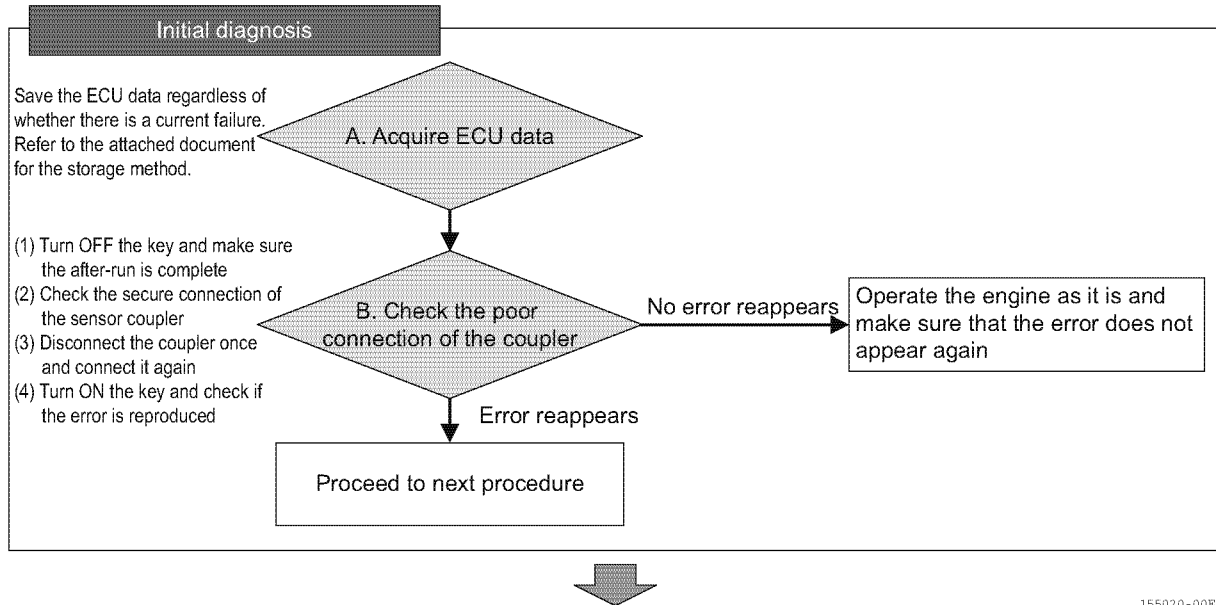 Initial diagnosis
Save the ECU data regardless of
whether there is a current failure.
Refer to the attached document
for the storage method.
A. Acquire ECU data
(1) Turn OFF the key and make sure
the after-run is complete
(2) Check the secure connection of
the sensor coupler
(3) Disconnect the coupler once
and connect it again
(4) Turn ON the key and check if
the error is reproduced
B. Check the poor
connection of the coupler
No error reappears
Operate the engine as it is and
make sure that the error does not
appear again
Error reappears
Proceed to next procedure